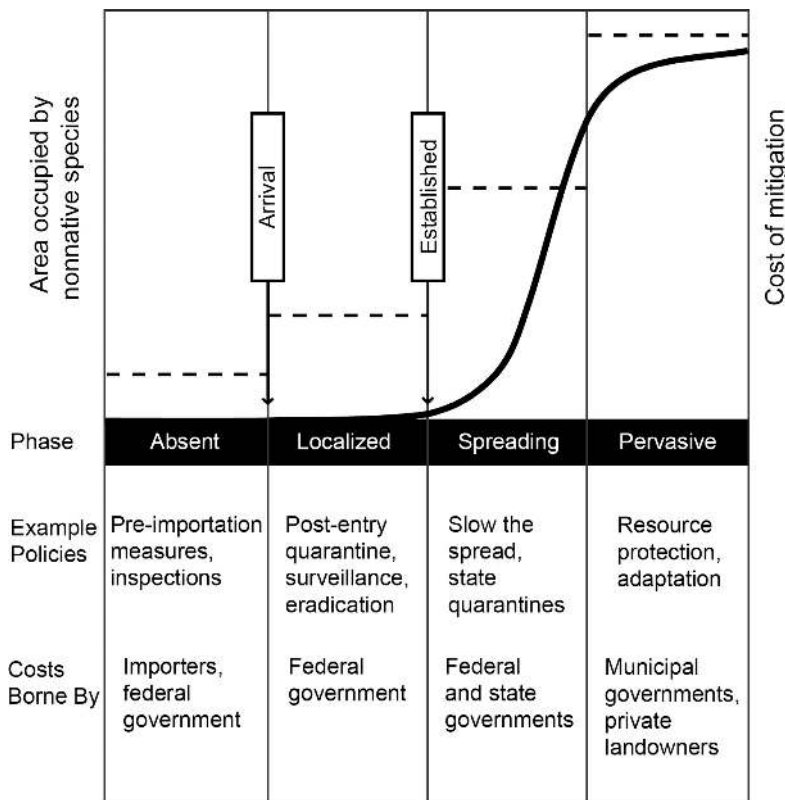 Area occupied by
nonnative species
Arrival
Established
Cost of mitigation
Phase
Absent
Localized
Spreading
Pervasive
Example
Policies
Pre-importation
measures,
inspections
Post-entry
quarantine,
surveillance,
eradication
Slow the
spread,
state
quarantines
Resource
protection,
adaptation
Costs
Borne By
Importers,
federal
government
Federal
government
Federal
and state
governments
Municipal
governments,
private
landowners